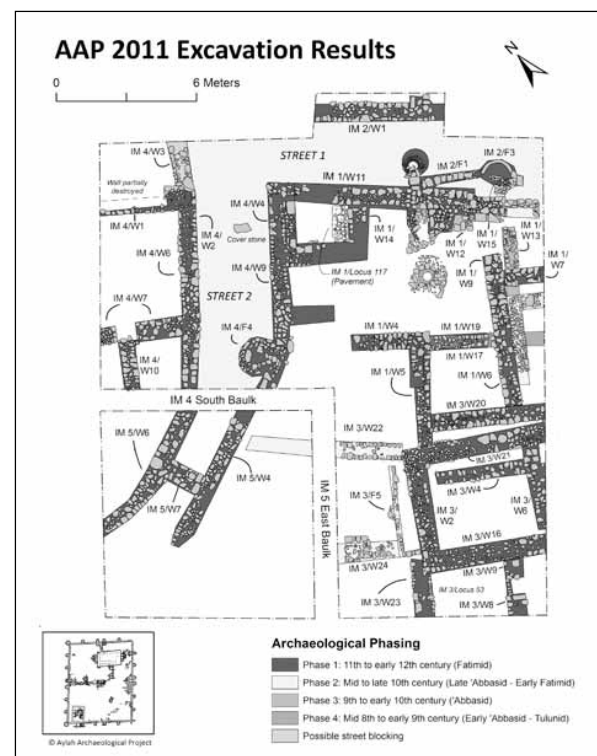 AAP 2011 Excavation Results
N
0 6 Meters
IM 2/W1
IM 4/W3
STREET 1
IM 2/F1
IM 2/F3
Wall partially
destroyed
IM 1/W11
IM 4/W4
IM 4/W1
IM 4/
W2
Cover stone
IM 1/
W14
IM 1/
W12
IM 1/
W15
IM 1/
W13
IM 4/W6
IM 4/W9
IM 1/Locus 117
(Pavement)
IM 1/
W9
IM 1/
W7
STREET 2
IM 4/W7
IM 4/F4
IM 1/W4
IM 1/W19
IM 4/
W10
IM 1/W17
IM 1/W5
IM 1/W6
IM 4 South Baulk
IM 3/W20
IM 3/W22
IM 5/W6
IM 3/W21
IM 5/W4
IM 3/W4
IM 3/
W6
IM 5/W7
IM 5 East Baulk
IM 3/F5
IM 3/
W2
IM 3/W16
IM 3/W24
IM 3/W9
IM 3/Locus 53
IM 3/W23
IM 3/W8
Archaeological Phasing
Phase 1: 11th to early 12th century (Fatimid)
Phase 2: Mid to late 10th century (Late 'Abbasid - Early Fatimid)
Phase 3: 9th to early 10th century ('Abbasid)
Phase 4: Mid 8th to early 9th century (Early 'Abbasid - Tulunid)
Possible street blocking
© Aylah Archaeological Project